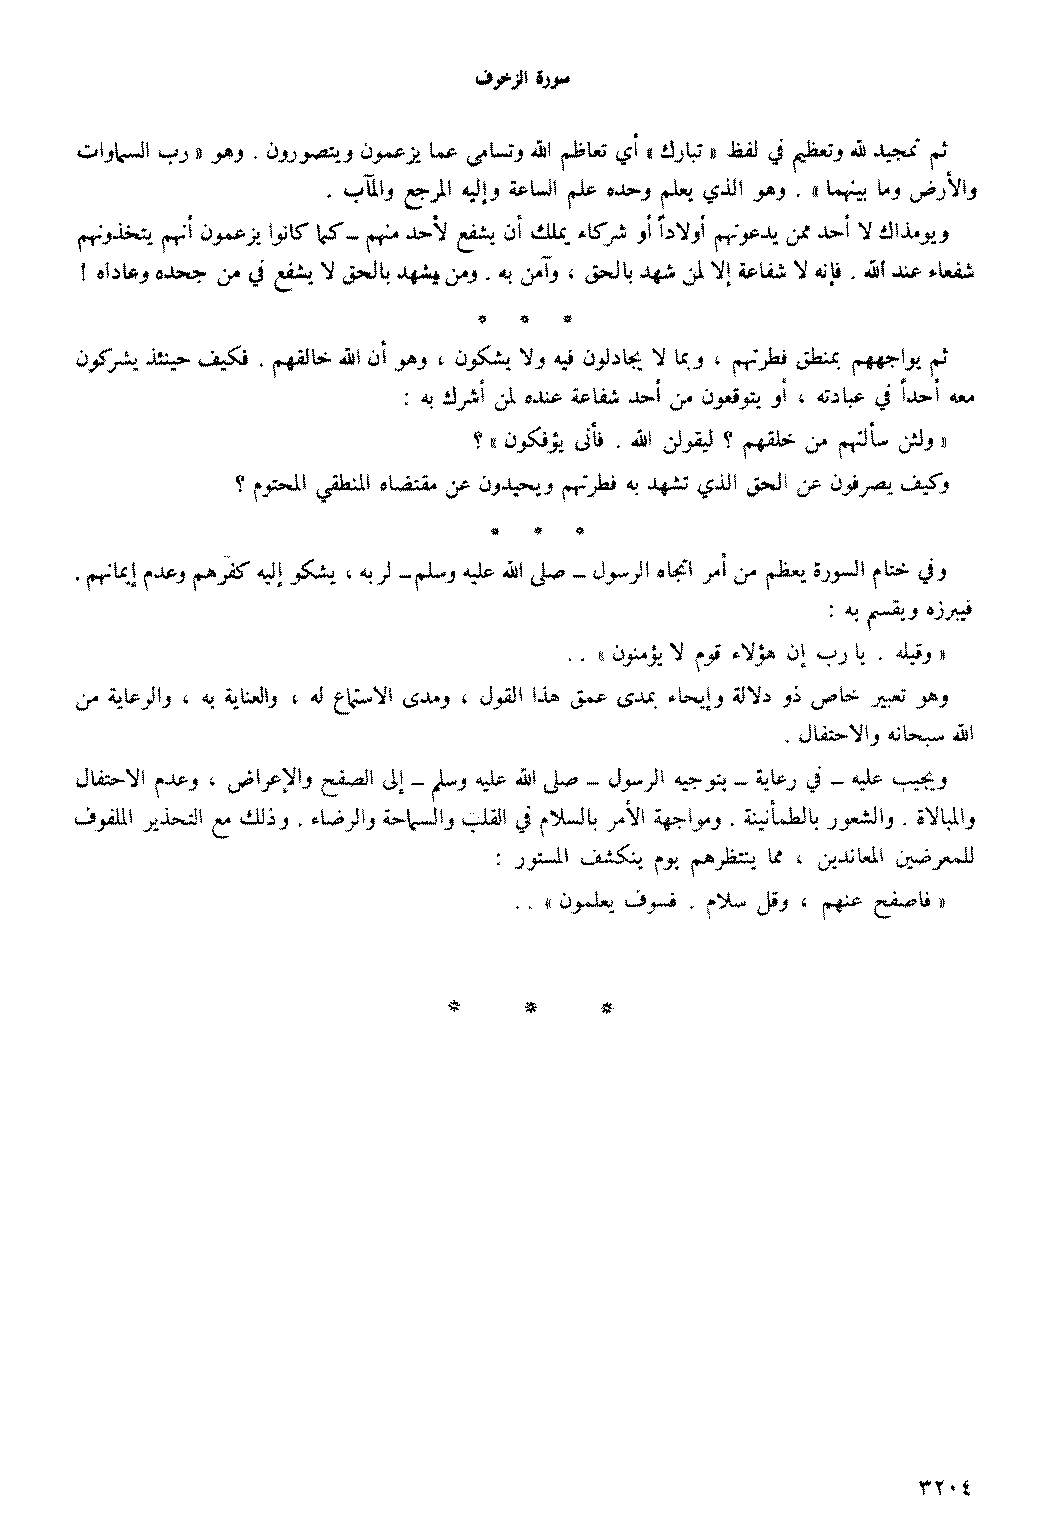 سورة الزخرف
ثم تمجيد لله وتعظيم في لفظ « تبارك » أي تعاظم الله وتسامى عما يزعمون ويتصورون . وهو « رب السماوات
والأرض وما بينهما » . وهو الذي يعلم وحده علم الساعة وإليه المرجع والمآب .
ويومذاك لا أحد ممن يدعونهم أولاداً أو شركاء يملك أن يشفع لأحد منهم – كما كانوا يزعمون أنهم يتخذونهم
شفعاء عند الله . فإنه لا شفاعة إلا لمن شهد بالحق ، وآمن به . ومن يشهد بالحق لا يشفع في من جحده وعاداه !
* * *
ثم يواجههم بمنطق فطرتهم ، وبما لا يجادلون فيه ولا يشكون ، وهو أن الله خالقهم . فكيف حينئذ يشركون
معه أحداً في عبادته ، أو يتوقعون من أحد شفاعة عنده لمن أشرك به :
« ولئن سألتهم من خلقهم ؟ ليقولن الله . فأنى يؤفكون » ؟
وكيف يصرفون عن الحق الذي تشهد به فطرتهم ويحيدون عن مقتضاه المنطقي المحتوم ؟
* * *
وفي ختام السورة يعظم من أمر اتجاه الرسول – صلى الله عليه وسلم – لربه ، يشكو إليه كفرهم وعدم إيمانهم .
فيبرزه ويقسم به :
« وقيله . يا رب إن هؤلاء قوم لا يؤمنون » . .
وهو تعبير خاص ذو دلالة وإيحاء بمدى عمق هذا القول ، ومدى الاستماع له ، والعناية به ، والرعاية من
الله سبحانه والاحتفال .
ويجيب عليه – في رعاية – بتوجيه الرسول – صلى الله عليه وسلم – إلى الصفح والإعراض ، وعدم الاحتفال
والمبالاة . والشعور بالطمأنينة . ومواجهة الأمر بالسلام في القلب والسماحة والرضاء . وذلك مع التحذير الملفوف
للمعرضين المعاندين ، مما ينتظرهم يوم ينكشف المستور :
« فاصفح عنهم ، وقل سلام . فسوف يعلمون » . .
* * *
٣٢٠٤